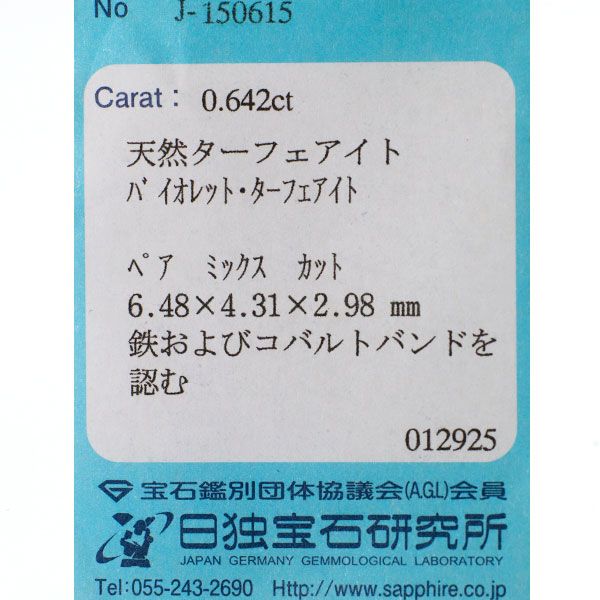 No J-150615
Carat: 0.642ct
天然ターフェアイト
ﾊﾞｲｵﾚｯﾄ･ﾀｰﾌｪｱｲﾄ
ﾍﾟｱ ﾐｯｸｽ ｶｯﾄ
6.48×4.31×2.98 mm
鉄およびコバルトバンドを
認む
012925
宝石鑑別団体協議会(A.G.L)会員
日独宝石研究所
JAPAN GERMANY GEMMOLOGICAL LABORATORY
Tel:055-243-2690 Http://www.sapphire.co.jp